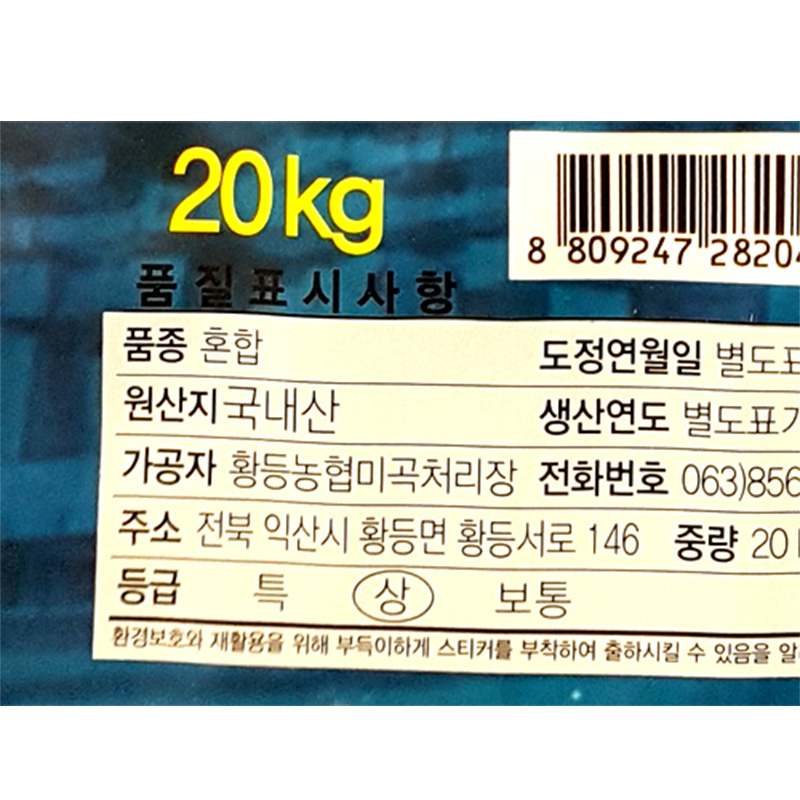 20kg
8 809247 28204
품질표시사항
품종 혼합 도정연월일 별도표
원산지 국내산 생산연도 별도표기
가공자 황등농협미곡처리장 전화번호 063)856
주소 전북 익산시 황등면 황등서로 146 중량 20
등급 특 상 보통
환경보호와 재활용을 위해 부득이하게 스티커를 부착하여 출하시킬 수 있음을 알